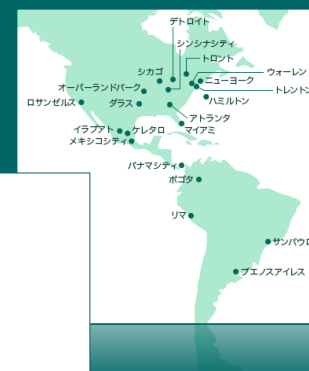 デトロイト
シンシナシティ
トロント
シカゴ
ウォーレン
ニューヨーク
オーバーランドパーク
トレントン
ロサンゼルス
ダラス
ハミルトン
アトランタ
イラプアト
ケレタロ
マイアミ
メキシコシティ
パナマシティ
ボゴタ
リマ
サンパウロ
ブエノスアイレス